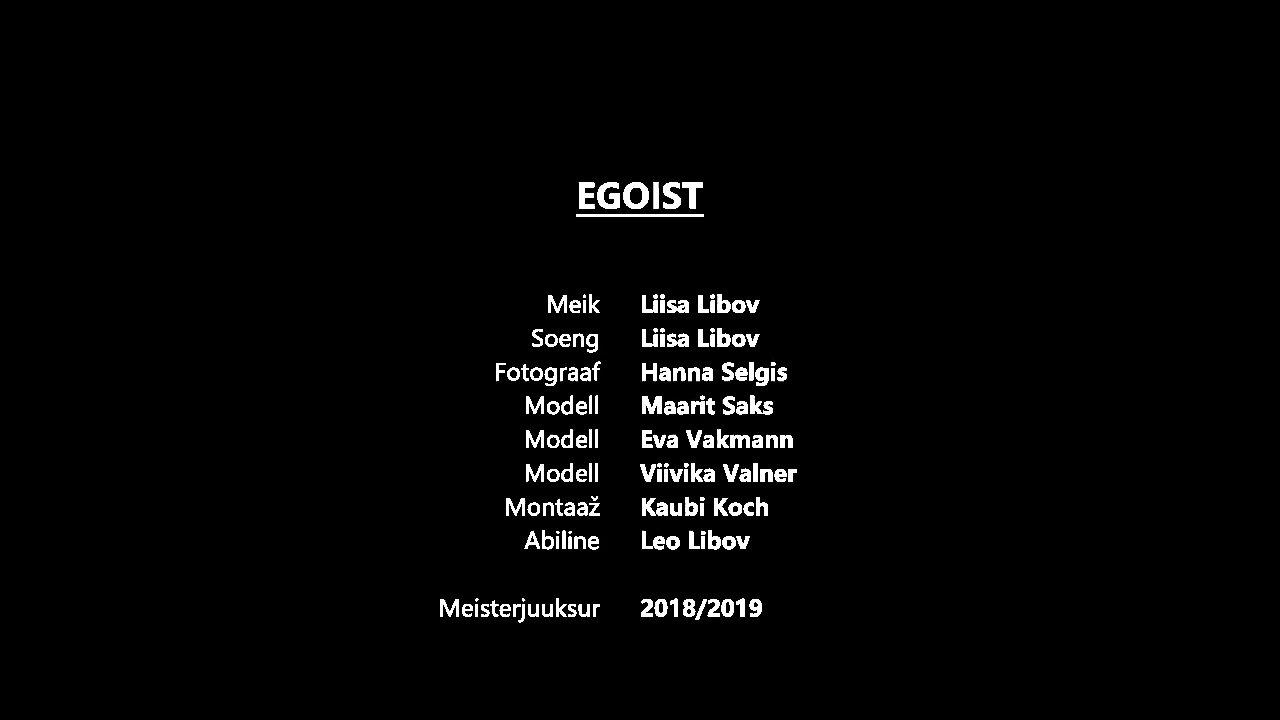 EGOIST
Meik Liisa Libov
Soeng Liisa Libov
Fotograaf Hanna Selgis
Modell Maarit Saks
Modell Eva Vakmann
Modell Viivika Valner
Montaaž Kaubi Koch
Abiline Leo Libov
Meisterjuuksur 2018/2019